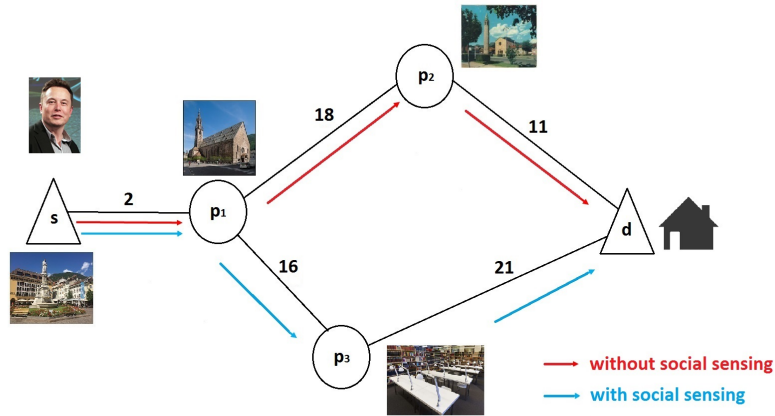 p2
18
11
2
s
p1
d
16
21
p3
without social sensing
with social sensing